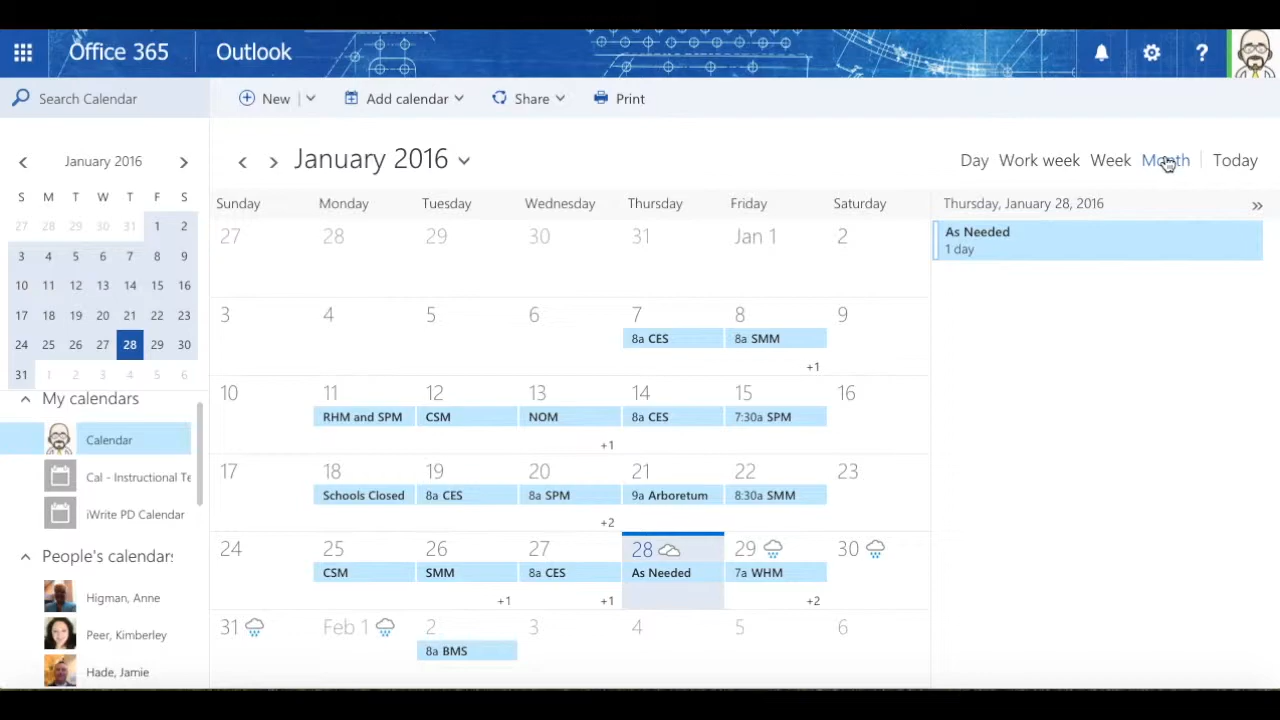 Office 365 Outlook ?
Search Calendar New Add calendar Share Print
January 2016
S M T W T F S
27 28 29 30 31 1 2
3 4 5 6 7 8 9
10 11 12 13 14 15 16
17 18 19 20 21 22 23
24 25 26 27 28 29 30
31 1 2 3 4 5 6
My calendars
Calendar
Cal - Instructional Te
iWrite PD Calendar
People's calendars
Higman, Anne
Peer, Kimberley
Hade, Jamie
January 2016 Day Work week Week Month Today
Sunday Monday Tuesday Wednesday Thursday Friday Saturday
27 28 29 30 31 Jan 1 2
3 4 5 6 7 8 9
8a CES 8a SMM
+1
10 11 12 13 14 15 16
RHM and SPM CSM NOM 8a CES 7:30a SPM
+1
17 18 19 20 21 22 23
Schools Closed 8a CES 8a SPM 9a Arboretum 8:30a SMM
+2
24 25 26 27 28 29 30
CSM SMM 8a CES As Needed 7a WHM
+1 +1 +2
31 Feb 1 2 3 4 5 6
8a BMS
Thursday, January 28, 2016 »
As Needed
1 day